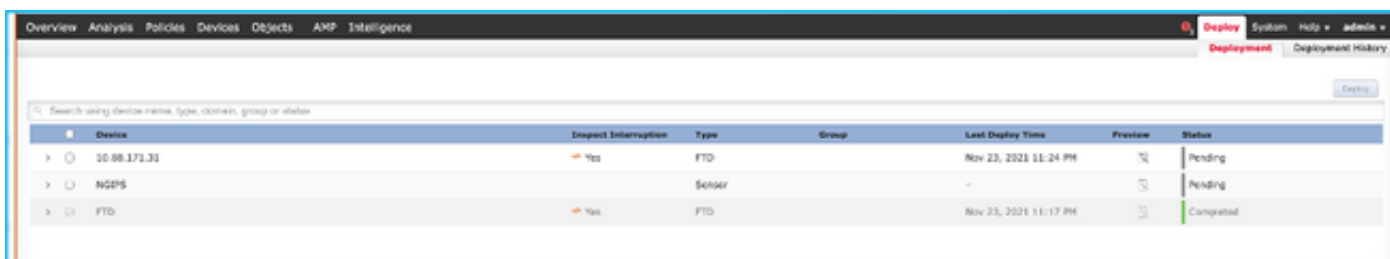 Overview Analysis Policies Devices Objects AMP Intelligence Deploy System Help admin
Deployment Deployment History
Deploy
Search using device name, type, domain, group or status
Device Inspect Interruption Type Group Last Deploy Time Preview Status
10.88.171.31 Yes FTD Nov 23, 2021 11:24 PM Pending
NGIPS Sensor - Pending
FTD Yes FTD Nov 23, 2021 11:17 PM Completed